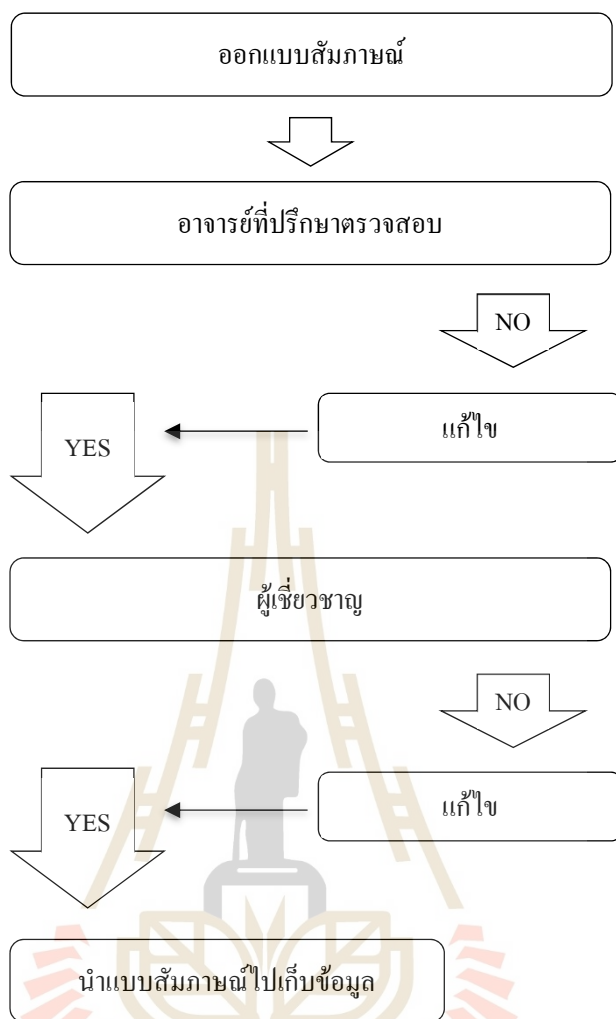 ออกแบบสัมภาษณ์
อาจารย์ที่ปรึกษาตรวจสอบ
NO
แก้ไข
YES
ผู้เชี่ยวชาญ
NO
แก้ไข
YES
นำแบบสัมภาษณ์ไปเก็บข้อมูล